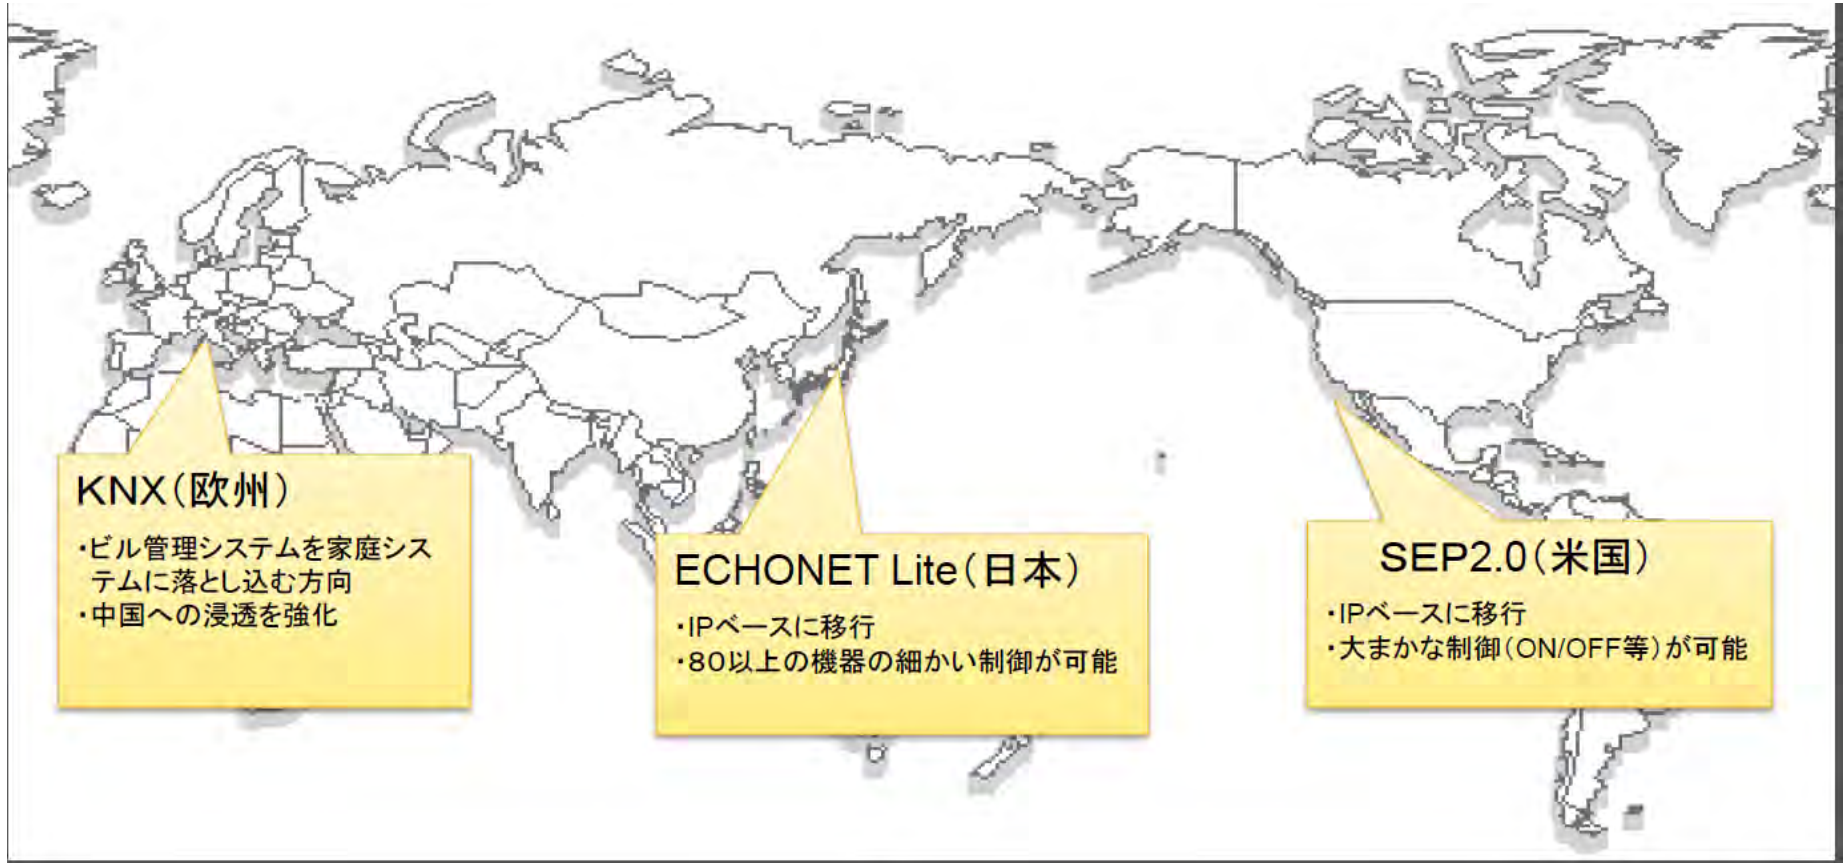 KNX（欧州）
・ビル管理システムを家庭シス
テムに落とし込む方向
・中国への浸透を強化
ECHONET Lite（日本）
・IPベースに移行
・80以上の機器の細かい制御が可能
SEP2.0（米国）
・IPベースに移行
・大まかな制御（ON/OFF等）が可能